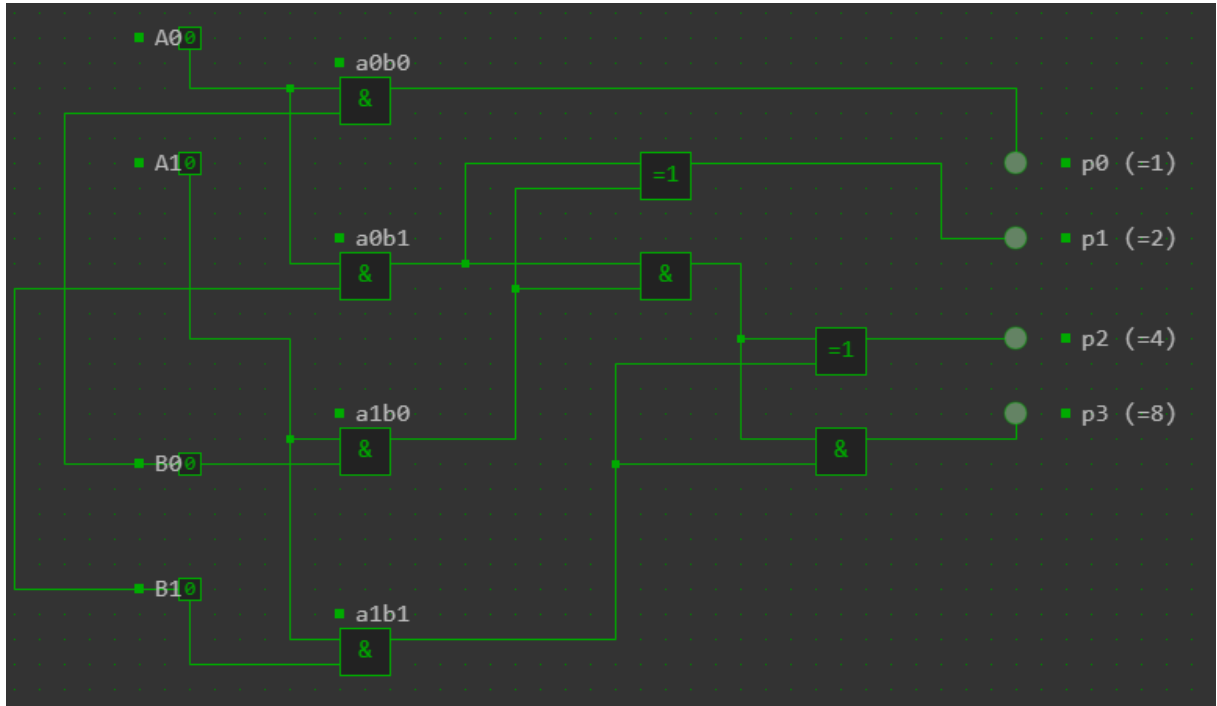 A0 0
a0b0
&
A1 0
=1
p0 (=1)
a0b1
p1 (=2)
&
&
=1
p2 (=4)
a1b0
p3 (=8)
&
&
B0 0
B1 0
a1b1
&